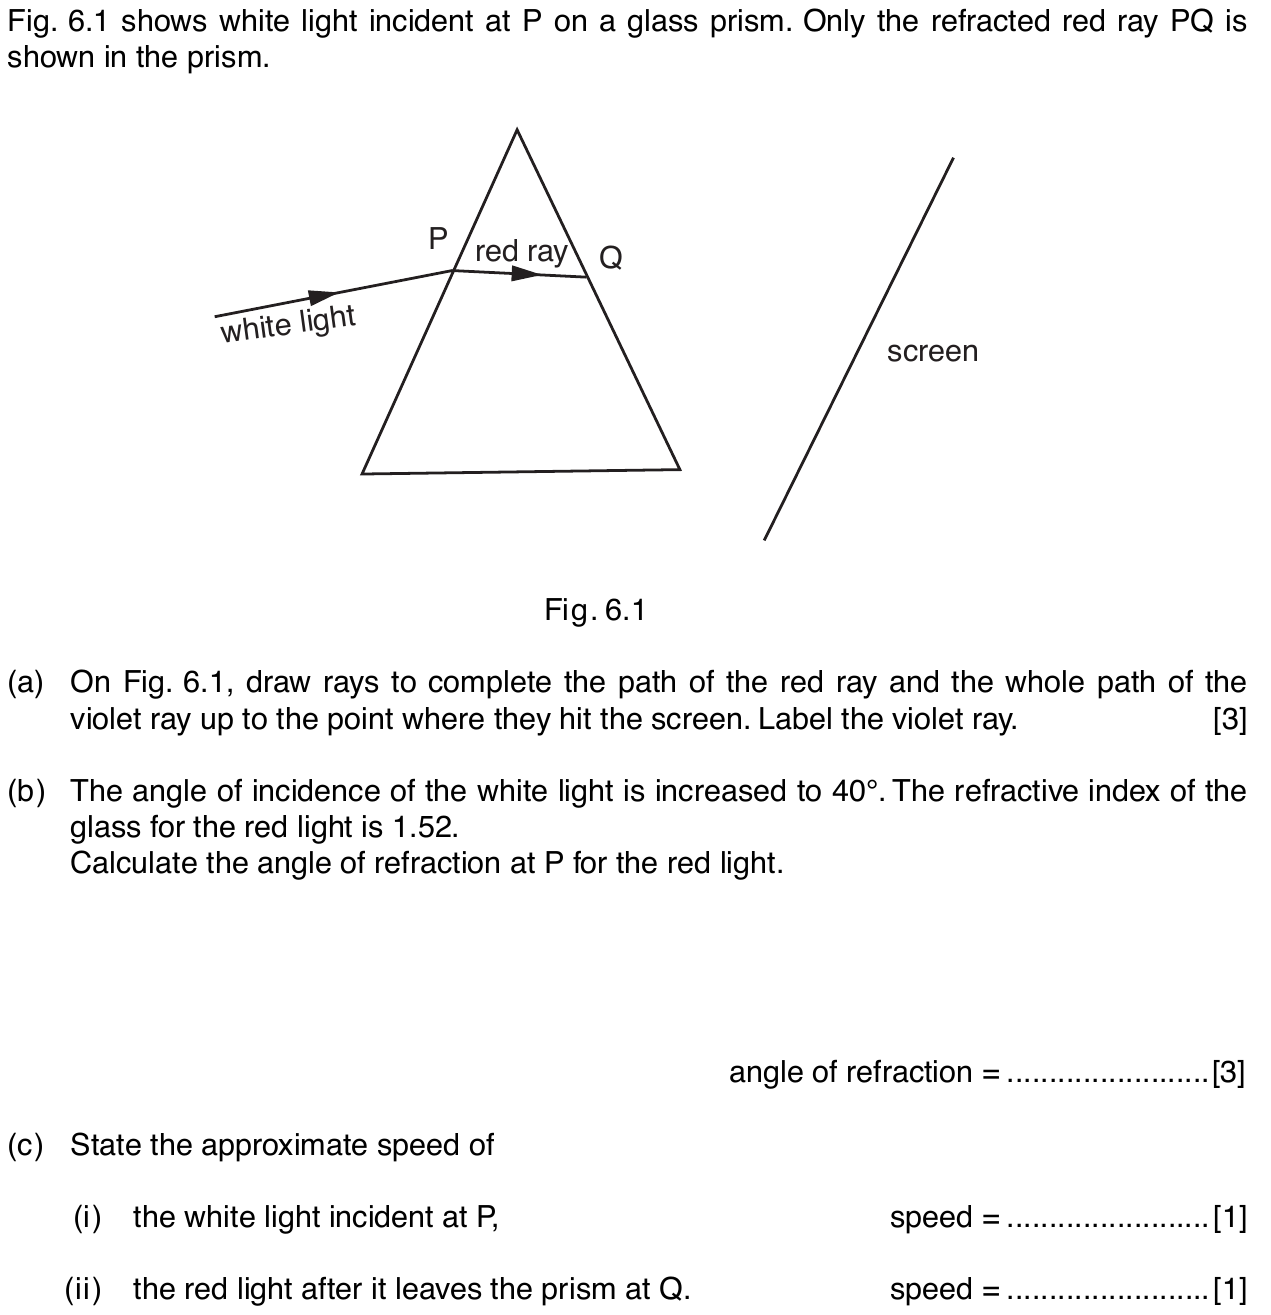 Fig. 6.1 shows white light incident at P on a glass prism. Only the refracted red ray PQ is
shown in the prism.
P
red ray
Q
white light
screen
Fig. 6.1
(a) On Fig. 6.1, draw rays to complete the path of the red ray and the whole path of the
violet ray up to the point where they hit the screen. Label the violet ray. [3]
(b) The angle of incidence of the white light is increased to 40°. The refractive index of the
glass for the red light is 1.52.
Calculate the angle of refraction at P for the red light.
angle of refraction = ........................[3]
(c) State the approximate speed of
(i) the white light incident at P, speed = ........................[1]
(ii) the red light after it leaves the prism at Q. speed = ........................[1]